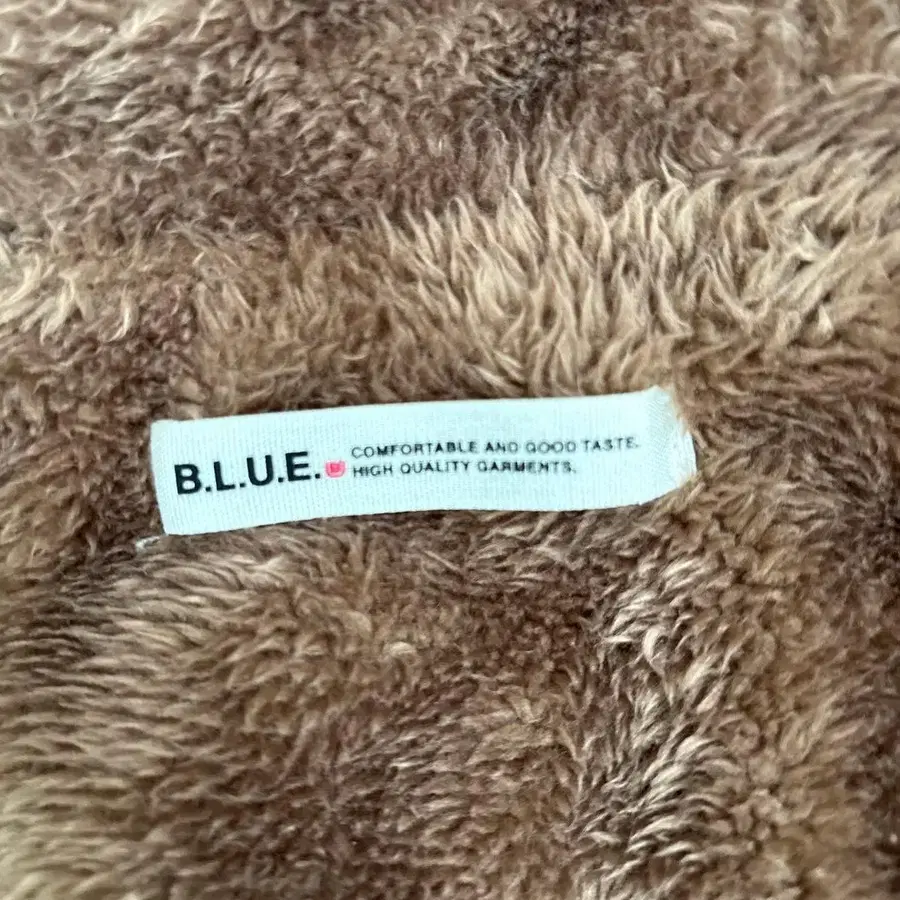 B.L.U.E.
COMFORTABLE AND GOOD TASTE.
HIGH QUALITY GARMENTS.